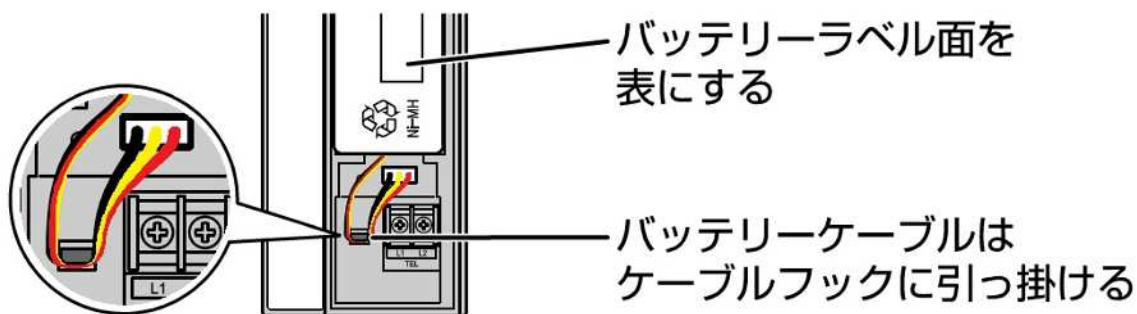 バッテリーラベル面を
表にする
Ni-MH
バッテリーケーブルは
ケーブルフックに引っ掛ける
L1 L2
TEL
L1